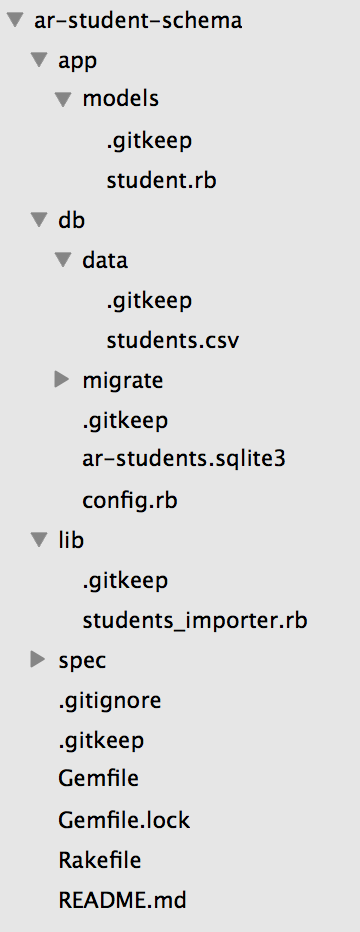 ar-student-schema
app
models
.gitkeep
student.rb
db
data
.gitkeep
students.csv
migrate
.gitkeep
ar-students.sqlite3
config.rb
lib
.gitkeep
students_importer.rb
spec
.gitignore
.gitkeep
Gemfile
Gemfile.lock
Rakefile
README.md